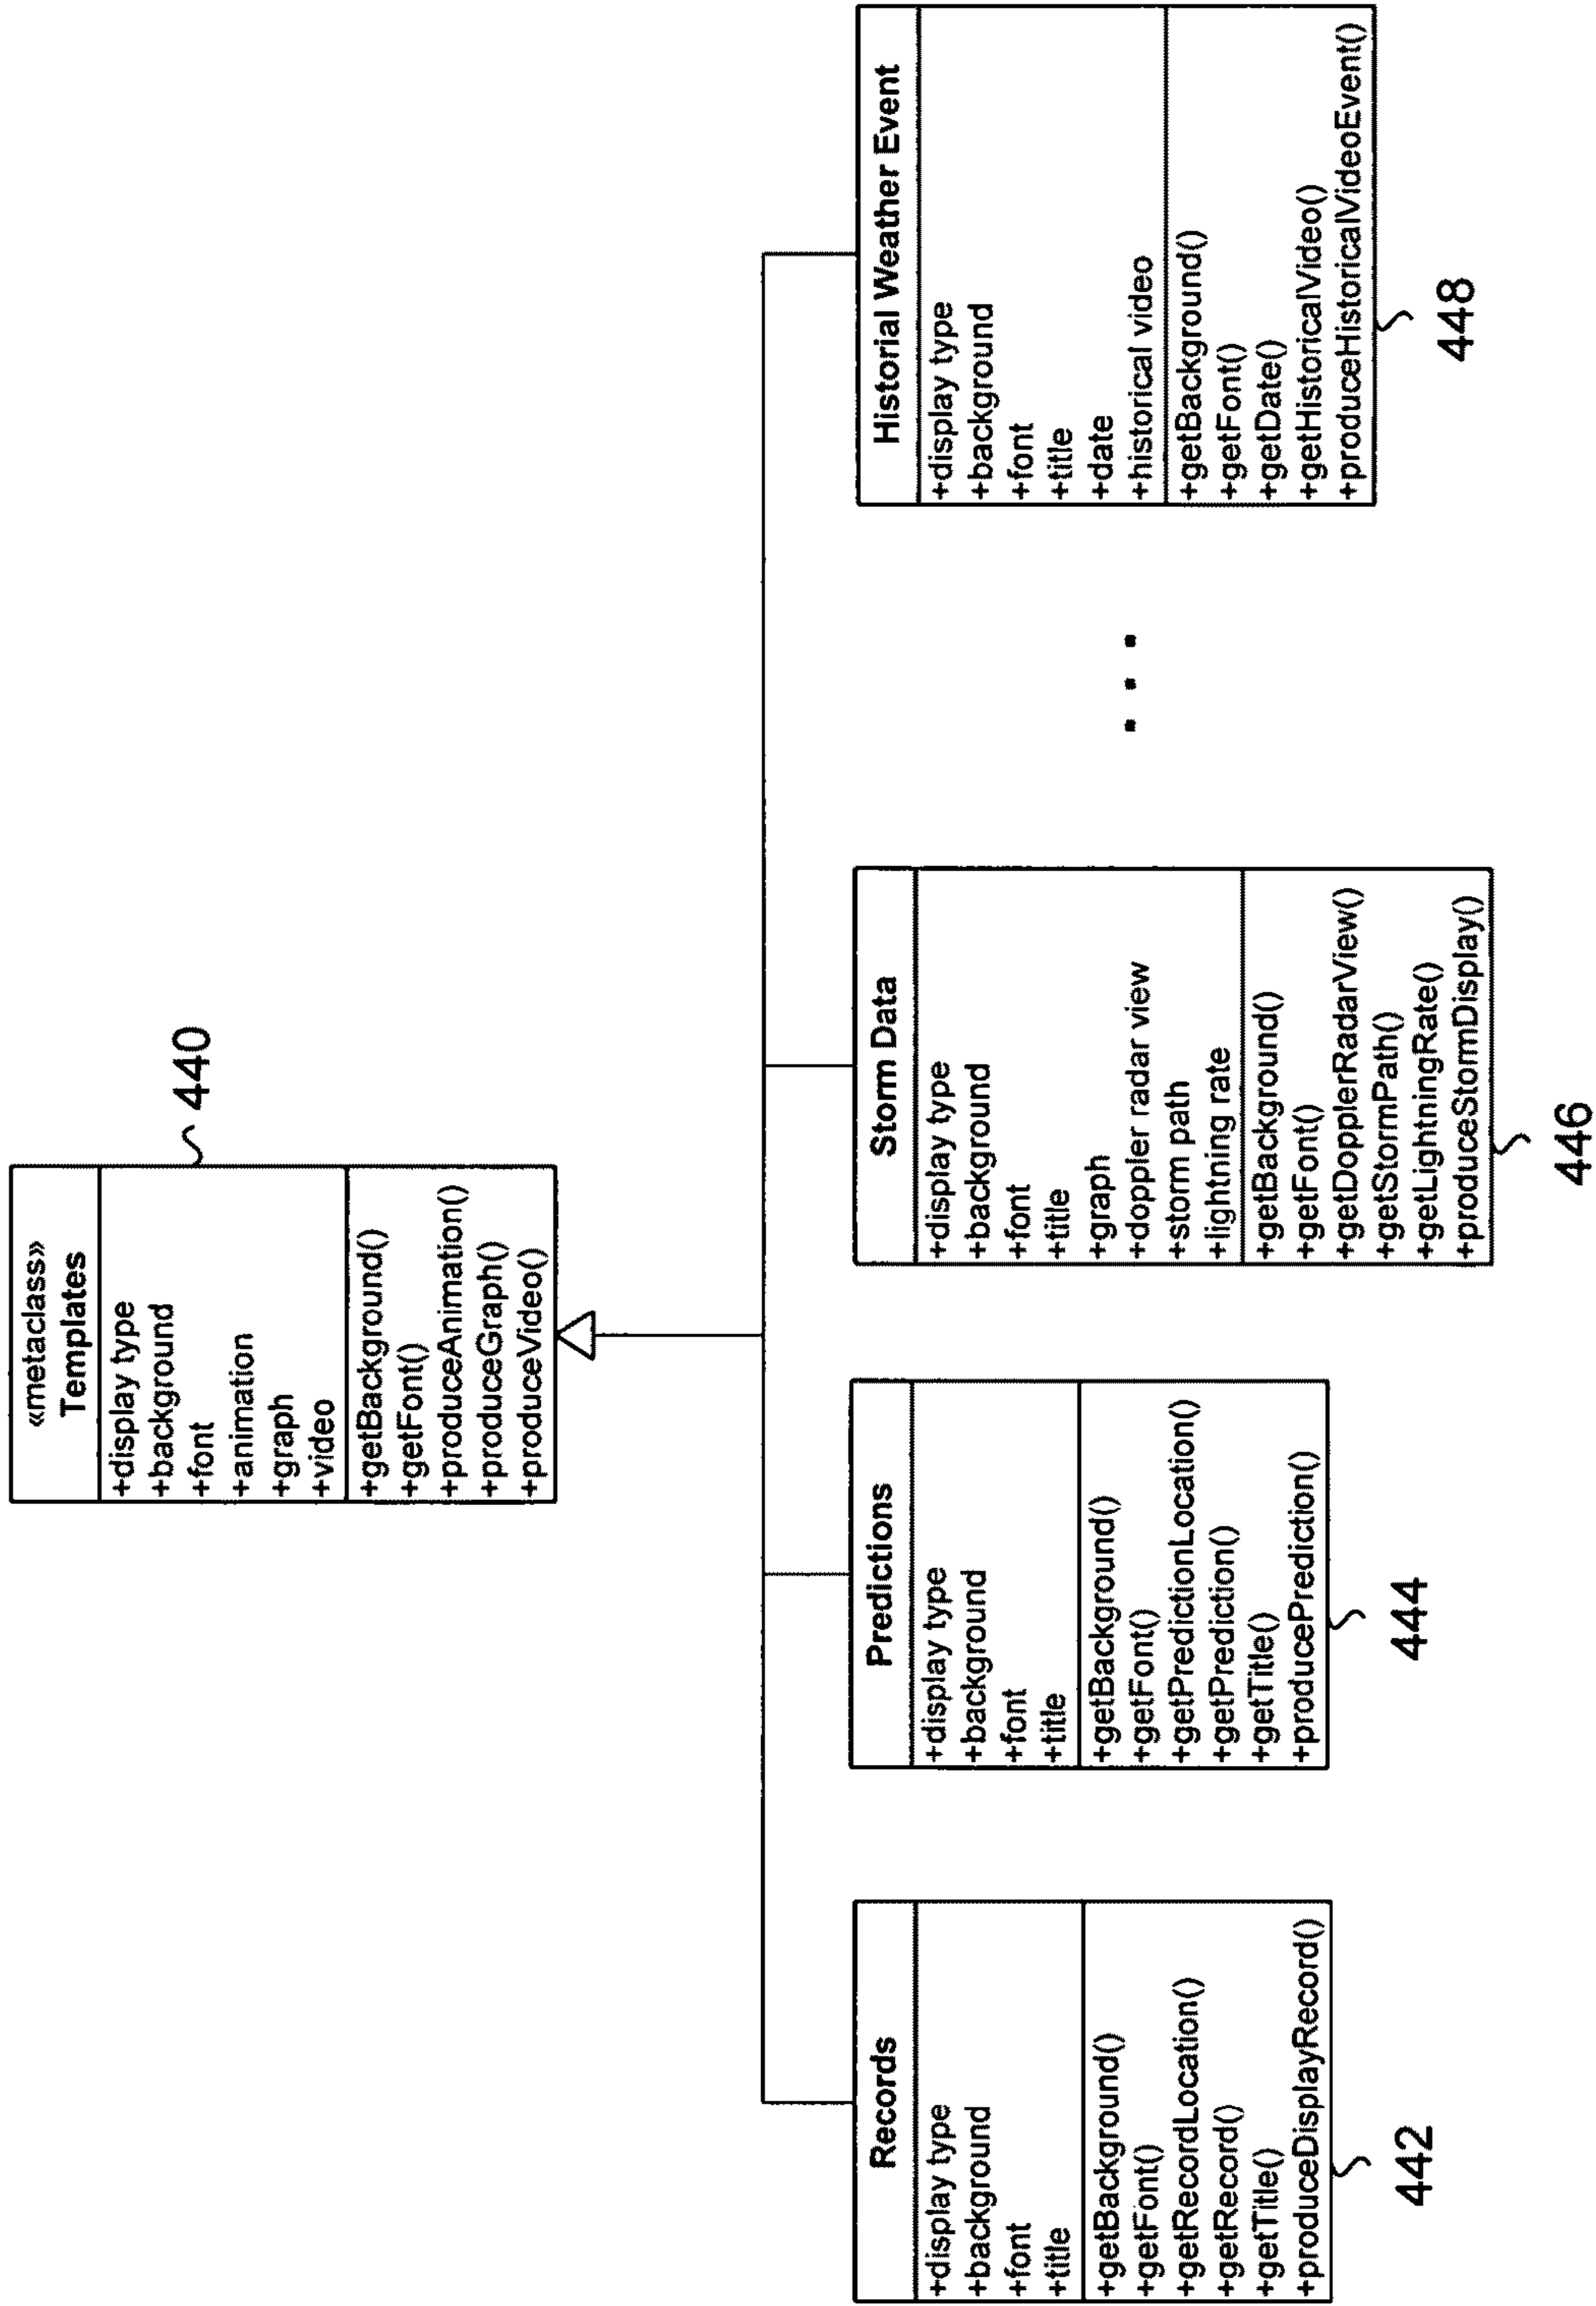 «metaclass»
Templates
+display type
+background
+font
+animation
+graph
+video
+getBackground()
+getFont()
+produceAnimation()
+produceGraph()
+produceVideo()
440
Records
+display type
+background
+font
+title
+getBackground()
+getFont()
+getRecordLocation()
+getRecord()
+getTitle()
+produceDisplayRecord()
442
Predictions
+display type
+background
+font
+title
+getBackground()
+getFont()
+getPredictionLocation()
+getPrediction()
+getTitle()
+producePrediction()
444
Storm Data
+display type
+background
+font
+title
+graph
+doppler radar view
+storm path
+lightning rate
+getBackground()
+getFont()
+getDopplerRadarView()
+getStormPath()
+getLightningRate()
+produceStormDisplay()
446
. . .
Historial Weather Event
+display type
+background
+font
+title
+date
+historical video
+getBackground()
+getFont()
+getDate()
+getHistoricalVideo()
+produceHistoricalVideoEvent()
448